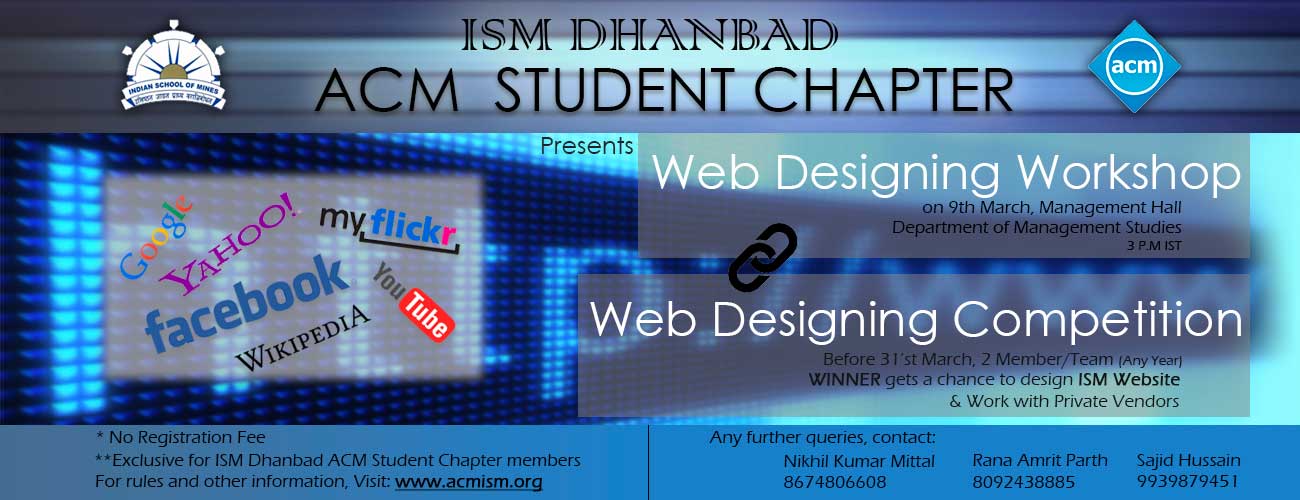 ISM DHANBAD
ACM STUDENT CHAPTER
INDIAN SCHOOL OF MINES
acm
Presents
Web Designing Workshop
on 9th March, Management Hall
Department of Management Studies
3 P.M IST
Google
YAHOO!
my flickr
facebook
You Tube
WIKIPEDIA
Web Designing Competition
Before 31'st March, 2 Member/Team (Any Year)
WINNER gets a chance to design ISM Website
& Work with Private Vendors
* No Registration Fee
**Exclusive for ISM Dhanbad ACM Student Chapter members
For rules and other information, Visit: www.acmism.org
Any further queries, contact:
Nikhil Kumar Mittal
8674806608
Rana Amrit Parth
8092438885
Sajid Hussain
9939879451